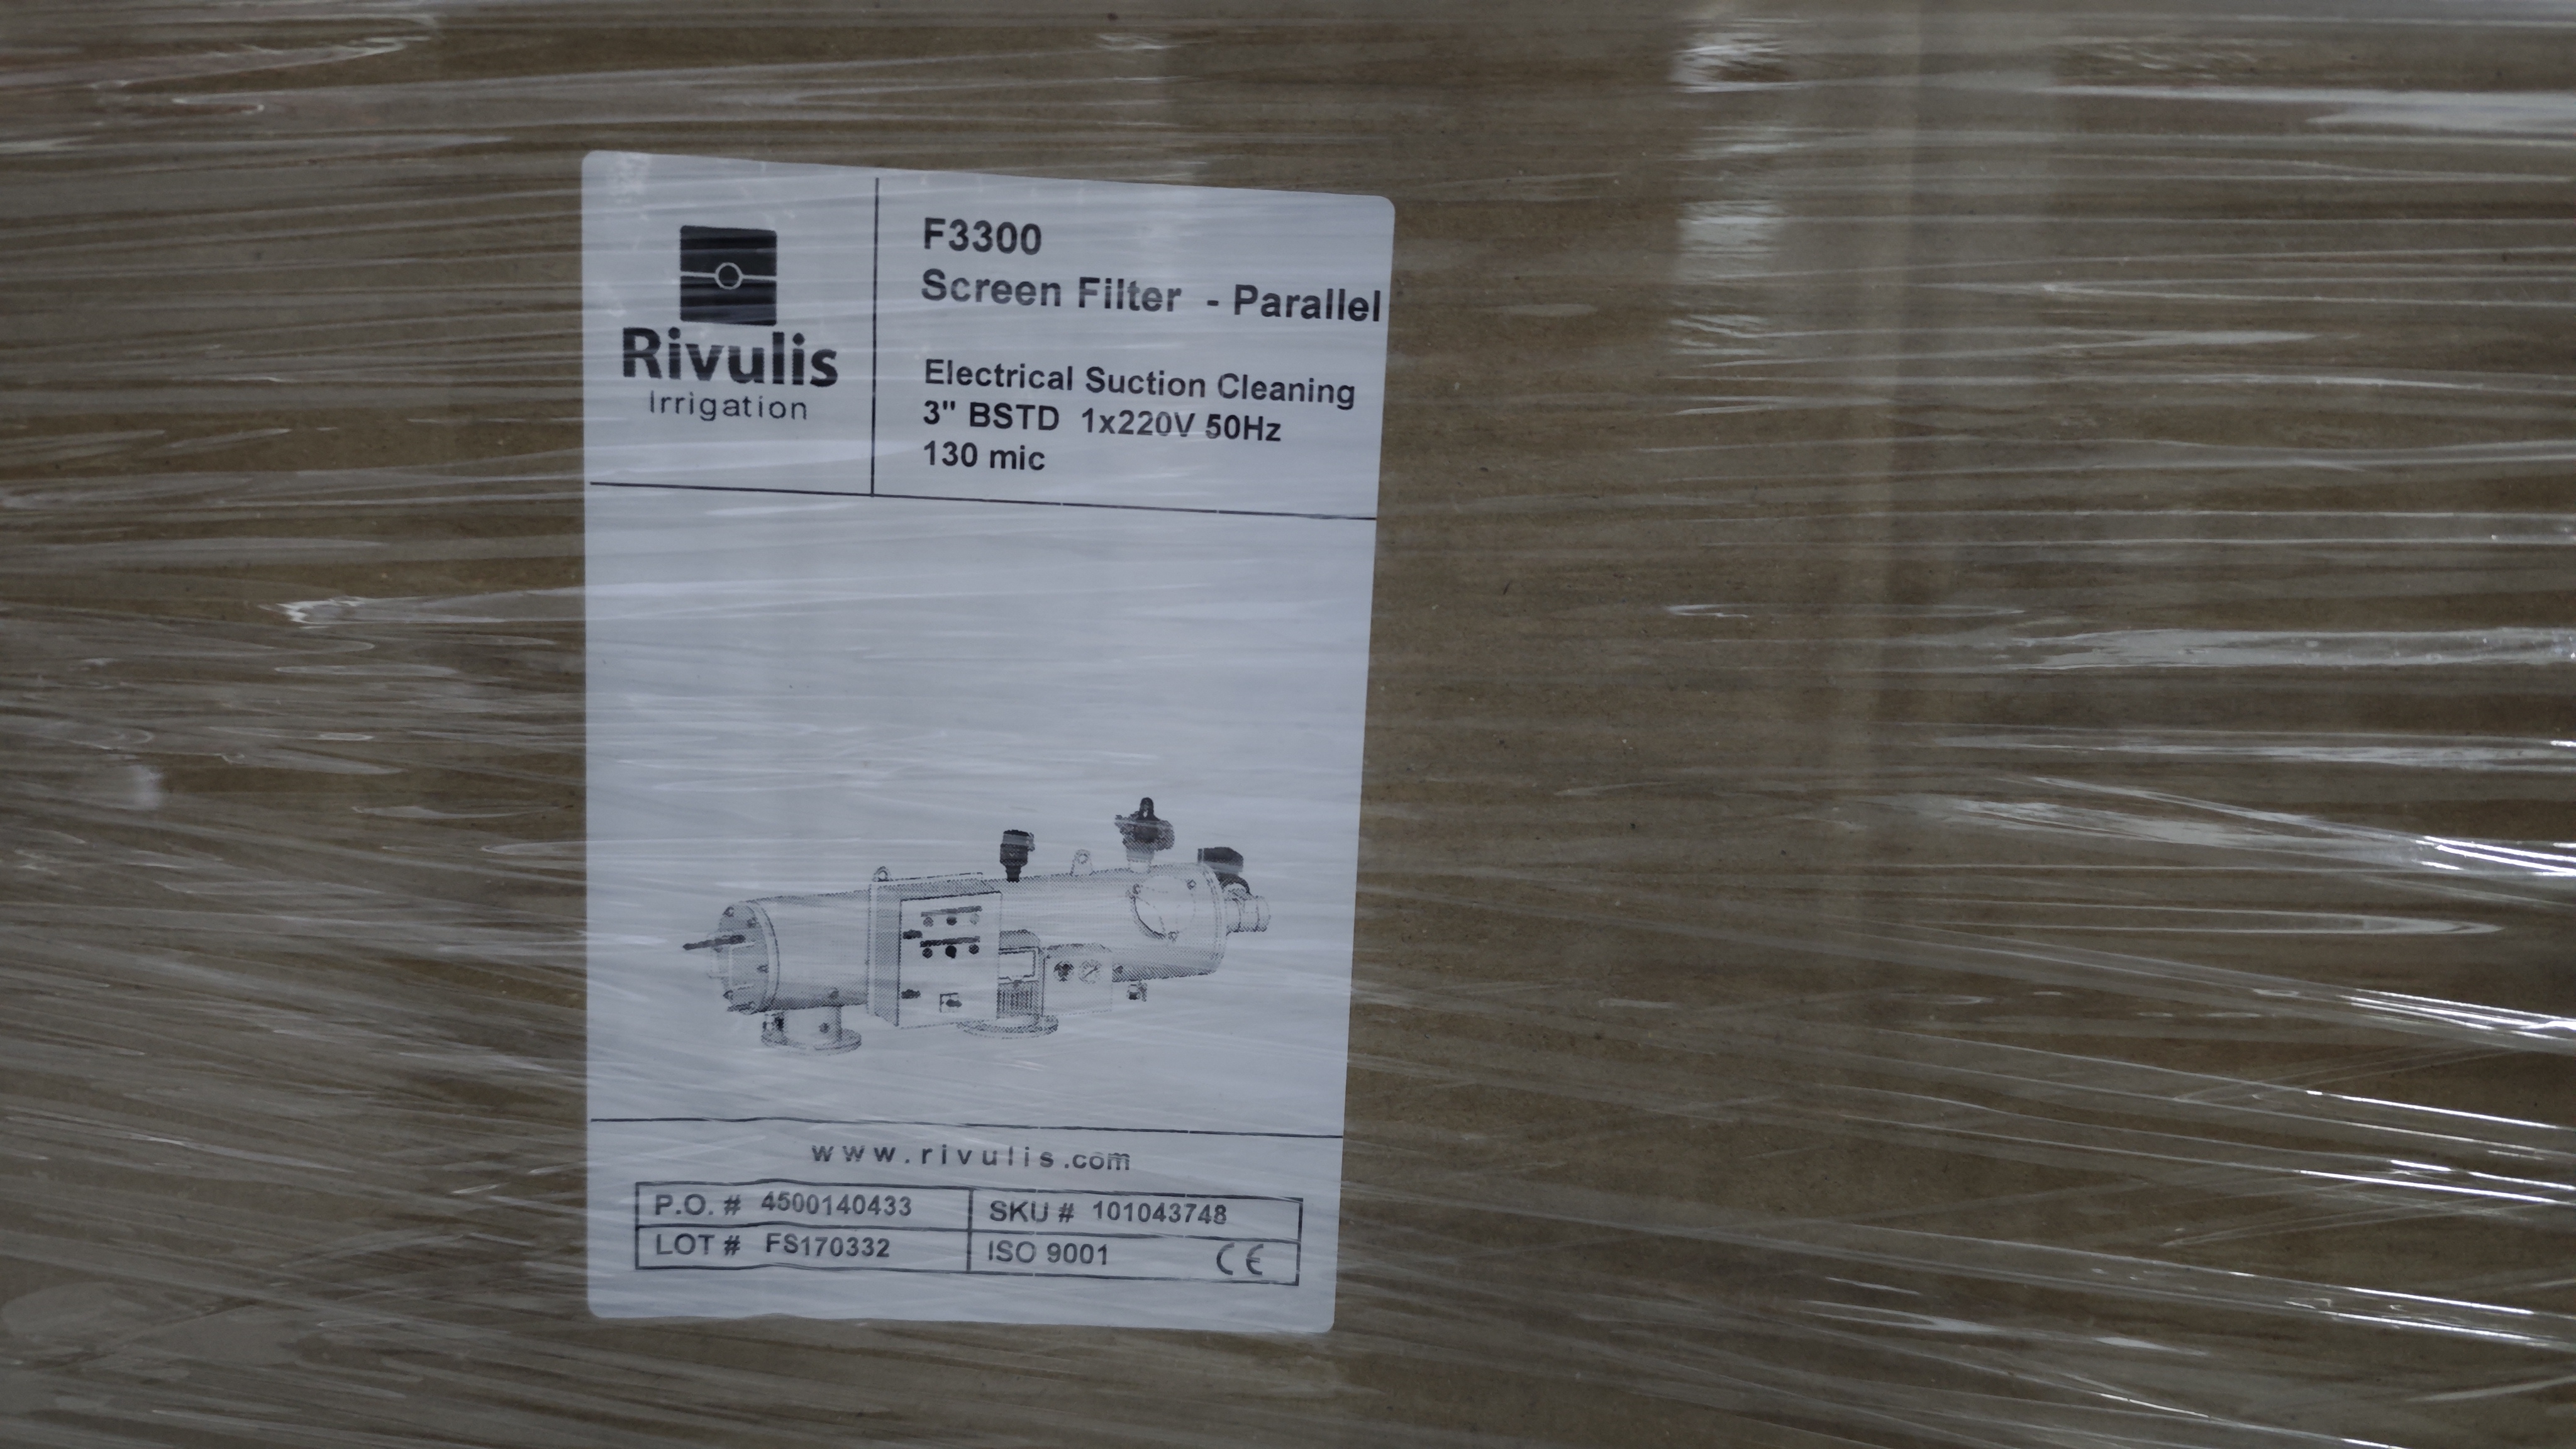 Rivulis
Irrigation
F3300
Screen Filter - Parallel
Electrical Suction Cleaning
3" BSTD 1x220V 50Hz
130 mic
www.rivulis.com
P.O. # 4500140433
SKU # 101043748
LOT # FS170332
ISO 9001 CE